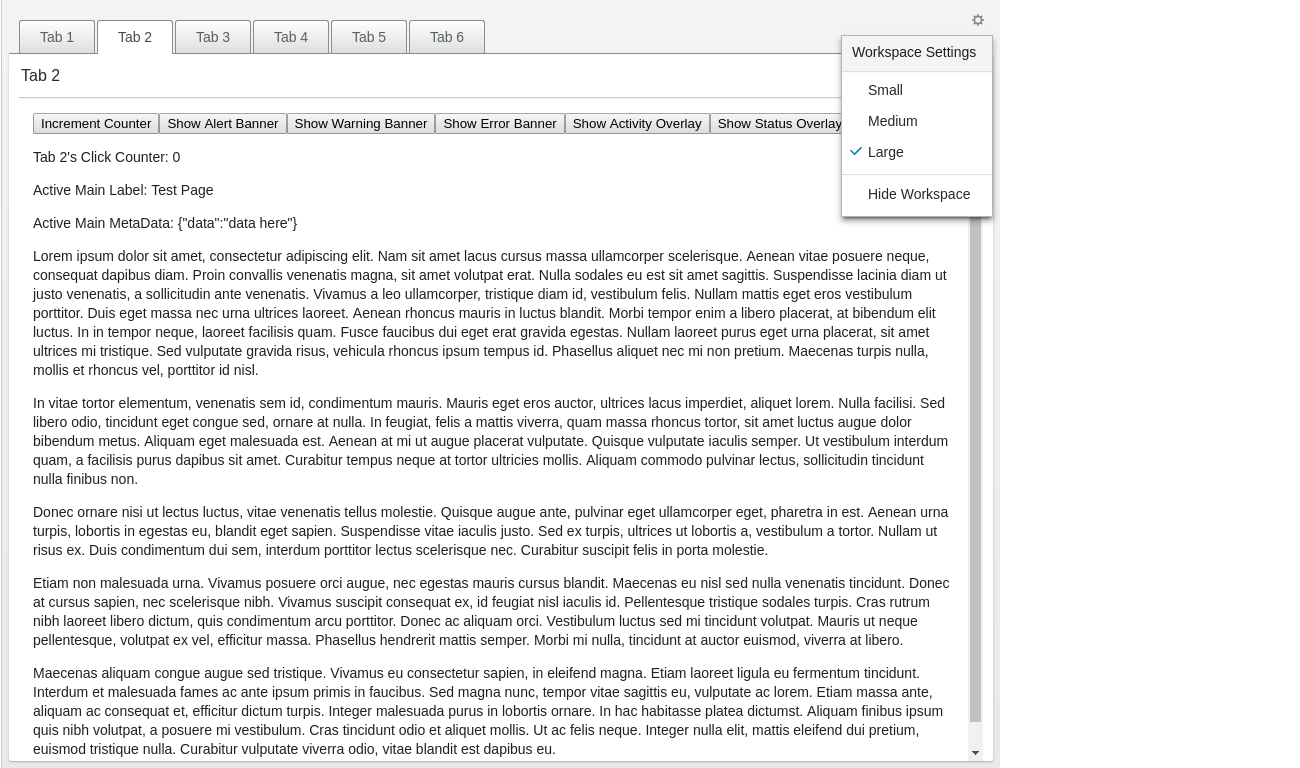 Tab 1 Tab 2 Tab 3 Tab 4 Tab 5 Tab 6
Workspace Settings
Small
Medium
Large
Hide Workspace
Tab 2
Increment Counter Show Alert Banner Show Warning Banner Show Error Banner Show Activity Overlay Show Status Overlay
Tab 2's Click Counter: 0
Active Main Label: Test Page
Active Main MetaData: {"data":"data here"}
Lorem ipsum dolor sit amet, consectetur adipiscing elit. Nam sit amet lacus cursus massa ullamcorper scelerisque. Aenean vitae posuere neque,
consequat dapibus diam. Proin convallis venenatis magna, sit amet volutpat erat. Nulla sodales eu est sit amet sagittis. Suspendisse lacinia diam ut
justo venenatis, a sollicitudin ante venenatis. Vivamus a leo ullamcorper, tristique diam id, vestibulum felis. Nullam mattis eget eros vestibulum
porttitor. Duis eget massa nec urna ultrices laoreet. Aenean rhoncus mauris in luctus blandit. Morbi tempor enim a libero placerat, at bibendum elit
luctus. In in tempor neque, laoreet facilisis quam. Fusce faucibus dui eget erat gravida egestas. Nullam laoreet purus eget urna placerat, sit amet
ultrices mi tristique. Sed vulputate gravida risus, vehicula rhoncus ipsum tempus id. Phasellus aliquet nec mi non pretium. Maecenas turpis nulla,
mollis et rhoncus vel, porttitor id nisl.
In vitae tortor elementum, venenatis sem id, condimentum mauris. Mauris eget eros auctor, ultrices lacus imperdiet, aliquet lorem. Nulla facilisi. Sed
libero odio, tincidunt eget congue sed, ornare at nulla. In feugiat, felis a mattis viverra, quam massa rhoncus tortor, sit amet luctus augue dolor
bibendum metus. Aliquam eget malesuada est. Aenean at mi ut augue placerat vulputate. Quisque vulputate iaculis semper. Ut vestibulum interdum
quam, a facilisis purus dapibus sit amet. Curabitur tempus neque at tortor ultricies mollis. Aliquam commodo pulvinar lectus, sollicitudin tincidunt
nulla finibus non.
Donec ornare nisi ut lectus luctus, vitae venenatis tellus molestie. Quisque augue ante, pulvinar eget ullamcorper eget, pharetra in est. Aenean urna
turpis, lobortis in egestas eu, blandit eget sapien. Suspendisse vitae iaculis justo. Sed ex turpis, ultrices ut lobortis a, vestibulum a tortor. Nullam ut
risus ex. Duis condimentum dui sem, interdum porttitor lectus scelerisque nec. Curabitur suscipit felis in porta molestie.
Etiam non malesuada urna. Vivamus posuere orci augue, nec egestas mauris cursus blandit. Maecenas eu nisl sed nulla venenatis tincidunt. Donec
at cursus sapien, nec scelerisque nibh. Vivamus suscipit consequat ex, id feugiat nisl iaculis id. Pellentesque tristique sodales turpis. Cras rutrum
nibh laoreet libero dictum, quis condimentum arcu porttitor. Donec ac aliquam orci. Vestibulum luctus sed mi tincidunt volutpat. Mauris ut neque
pellentesque, volutpat ex vel, efficitur massa. Phasellus hendrerit mattis semper. Morbi mi nulla, tincidunt at auctor euismod, viverra at libero.
Maecenas aliquam congue augue sed tristique. Vivamus eu consectetur sapien, in eleifend magna. Etiam laoreet ligula eu fermentum tincidunt.
Interdum et malesuada fames ac ante ipsum primis in faucibus. Sed magna nunc, tempor vitae sagittis eu, vulputate ac lorem. Etiam massa ante,
aliquam ac consequat et, efficitur dictum turpis. Integer malesuada purus in lobortis ornare. In hac habitasse platea dictumst. Aliquam finibus ipsum
quis nibh volutpat, a posuere mi vestibulum. Cras tincidunt odio et aliquet mollis. Ut ac felis neque. Integer nulla elit, mattis eleifend dui pretium,
euismod tristique nulla. Curabitur vulputate viverra odio, vitae blandit est dapibus eu.